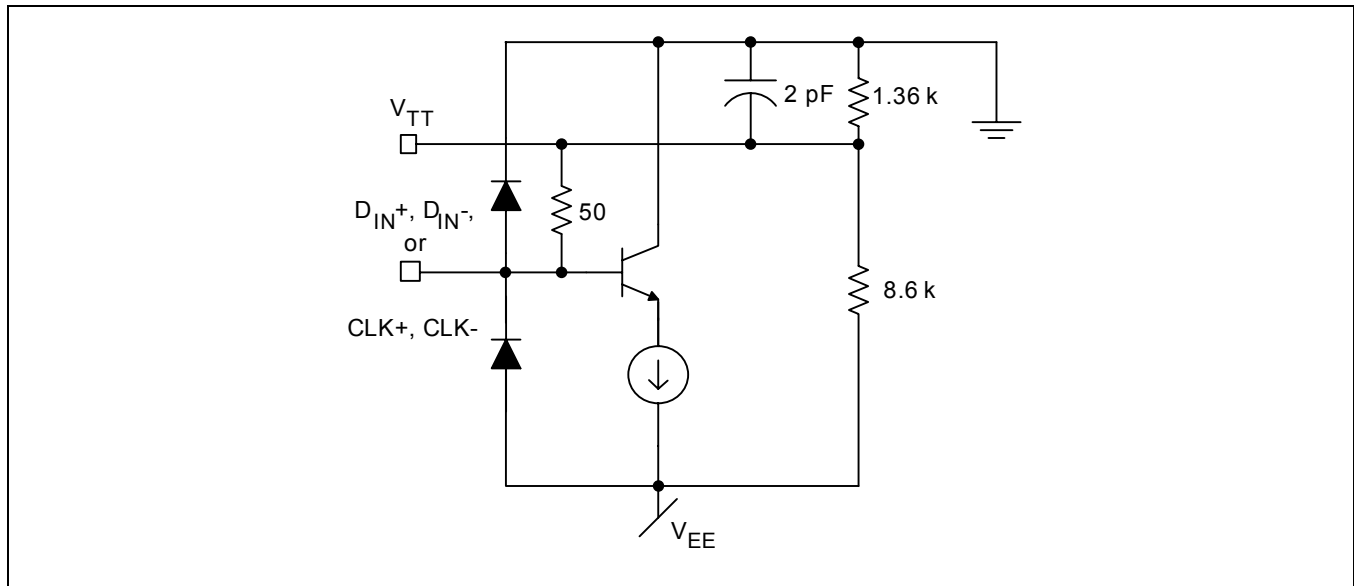 2 pF
1.36 k
VTT
DIN+, DIN-,
50
or
8.6 k
CLK+, CLK-
VEE